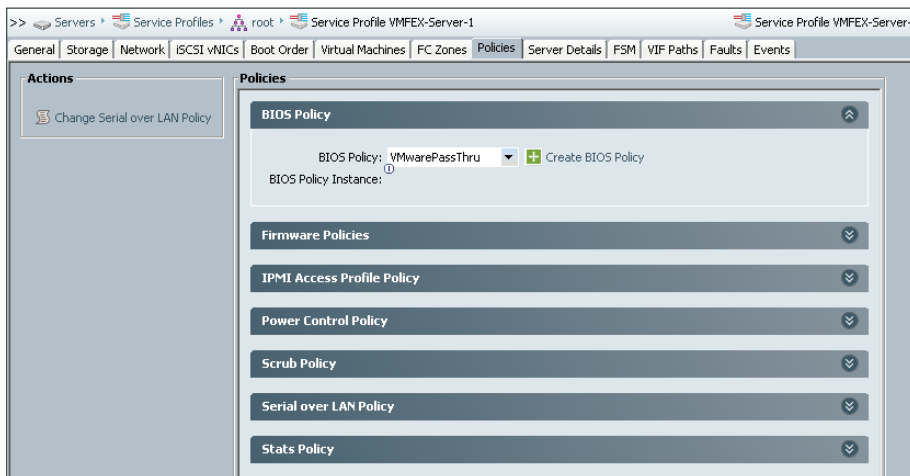 >> Servers Service Profiles root Service Profile VMFEX-Server-1 Service Profile VMFEX-Server-
General Storage Network iSCSI vNICs Boot Order Virtual Machines FC Zones Policies Server Details FSM VIF Paths Faults Events
Actions
Change Serial over LAN Policy
Policies
BIOS Policy
BIOS Policy: VMwarePassThru Create BIOS Policy
BIOS Policy Instance:
Firmware Policies
IPMI Access Profile Policy
Power Control Policy
Scrub Policy
Serial over LAN Policy
Stats Policy